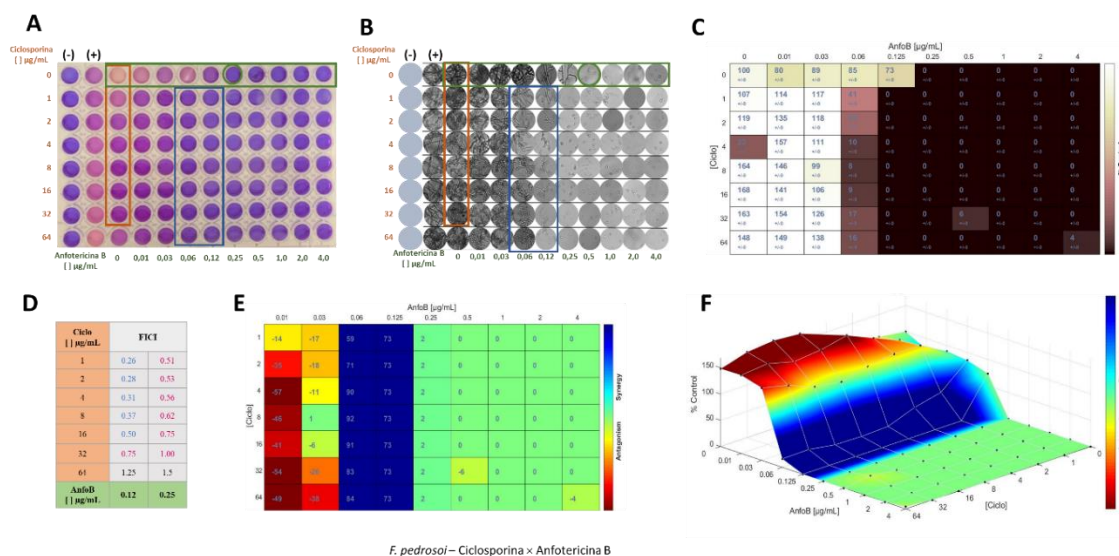 A
Ciclosporina
[ ] µg/mL
(-) (+)
0
1
2
4
8
16
32
64
Anfotericina B
[ ] µg/mL
0 0,01 0,03 0,06 0,12 0,25 0,5 1,0 2,0 4,0
B
Ciclosporina
[ ] µg/mL
(-) (+)
0
1
2
4
8
16
32
64
Anfotericina B
[ ] µg/mL
0 0,01 0,03 0,06 0,12 0,25 0,5 1,0 2,0 4,0
C
AnfoB [µg/mL]
0 0.01 0.03 0.06 0.125 0.25 0.5 1 2 4
[Ciclo]
0 100 80 89 85 73 0 0 0 0 0
1 107 114 117 41 0 0 0 0 0 0
2 119 135 118 0 0 0 0 0 0
4 157 111 10 0 0 0 0 0 0
8 164 146 99 0 0 0 0 0 0
16 168 141 106 9 0 0 0 0 0 0
32 163 154 126 17 0 0 6 0 0 0
64 148 149 138 16 0 0 0 0 0 4
D
Ciclo
[ ] µg/mL
FICI
1 0.26 0.51
2 0.28 0.53
4 0.31 0.56
8 0.37 0.62
16 0.50 0.75
32 0.75 1.00
64 1.25 1.5
AnfoB
[ ] µg/mL
0.12 0.25
E
AnfoB [µg/mL]
0.01 0.03 0.06 0.125 0.25 0.5 1 2 4
[Ciclo]
1 -14 -17 59 73 2 0 0 0 0
2 -35 -18 71 73 2 0 0 0 0
4 -57 -11 90 73 2 0 0 0 0
8 -46 1 92 73 2 0 0 0 0
16 -41 -6 91 73 2 0 0 0 0
32 -54 83 73 2 -6 0 0 0
64 -49 -38 84 73 2 0 0 0 -4
Antagonism Synergy
F
% Control
150
100
50
0
0
0.01
0.03
0.06
0.125
0.25
0.5
1
2
4
AnfoB [µg/mL]
64
32
16
8
4
2
1
0
[Ciclo]
F. pedrosoi – Ciclosporina × Anfotericina B